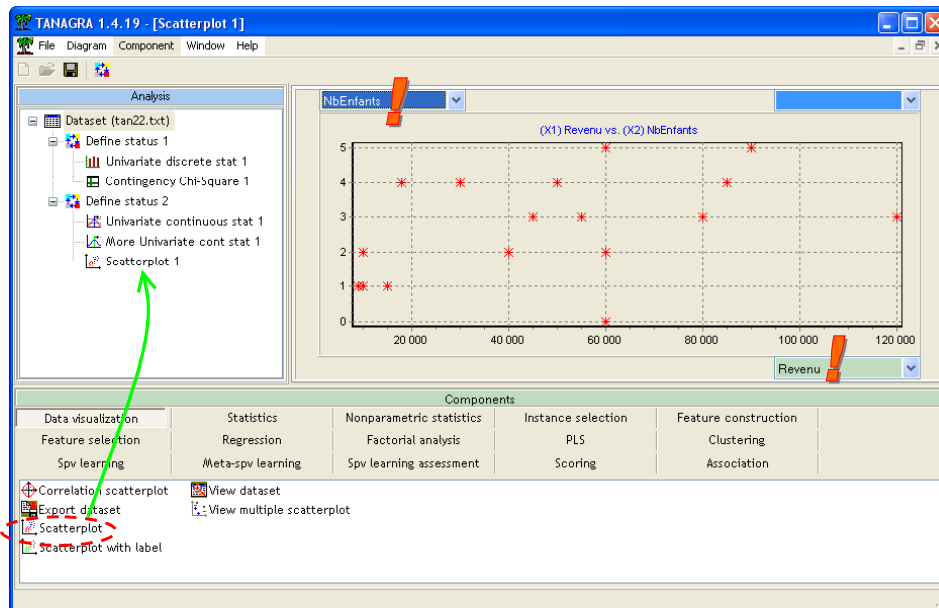 TANAGRA 1.4.19 - [Scatterplot 1]
File Diagram Component Window Help
Analysis
Dataset (tan22.txt)
Define status 1
Univariate discrete stat 1
Contingency Chi-Square 1
Define status 2
Univariate continuous stat 1
More Univariate cont stat 1
Scatterplot 1
NbEnfants
(X1) Revenu vs. (X2) NbEnfants
5
4
3
2
1
0
20 000 40 000 60 000 80 000 100 000 120 000
Revenu
Components
Data visualization Statistics Nonparametric statistics Instance selection Feature construction
Feature selection Regression Factorial analysis PLS Clustering
Spv learning Meta-spv learning Spv learning assessment Scoring Association
Correlation scatterplot View dataset
Export dataset View multiple scatterplot
Scatterplot
Scatterplot with label